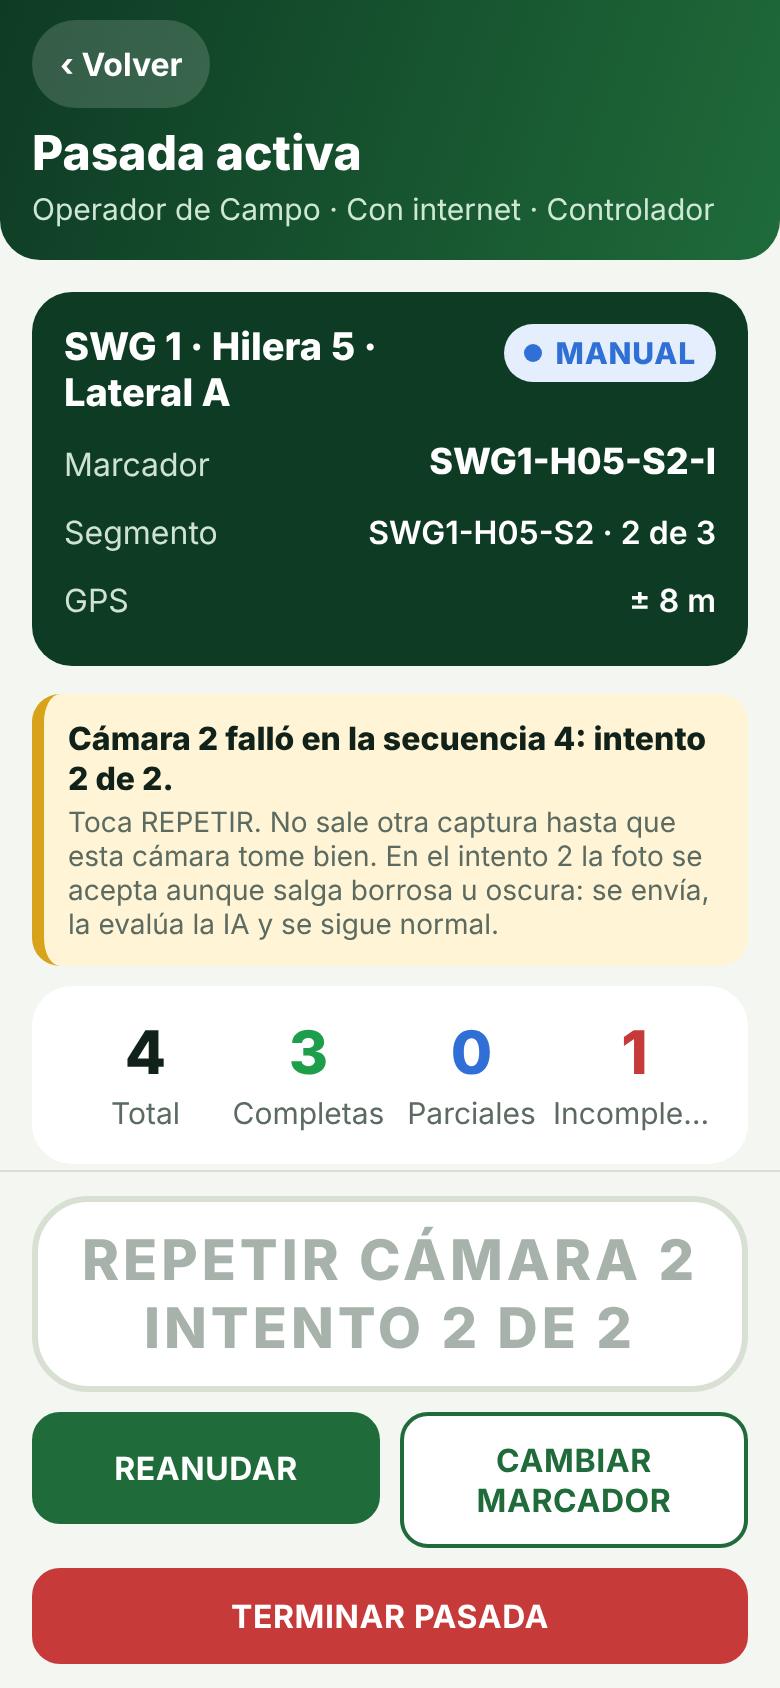 ‹ Volver
Pasada activa
Operador de Campo · Con internet · Controlador
SWG 1 · Hilera 5 ·
Lateral A
MANUAL
Marcador
SWG1-H05-S2-I
Segmento
SWG1-H05-S2 · 2 de 3
GPS
± 8 m
Cámara 2 falló en la secuencia 4: intento
2 de 2.
Toca REPETIR. No sale otra captura hasta que
esta cámara tome bien. En el intento 2 la foto se
acepta aunque salga borrosa u oscura: se envía,
la evalúa la IA y se sigue normal.
4
3
0
1
Total
Completas
Parciales
Incomple...
REPETIR CÁMARA 2
INTENTO 2 DE 2
REANUDAR
CAMBIAR
MARCADOR
TERMINAR PASADA